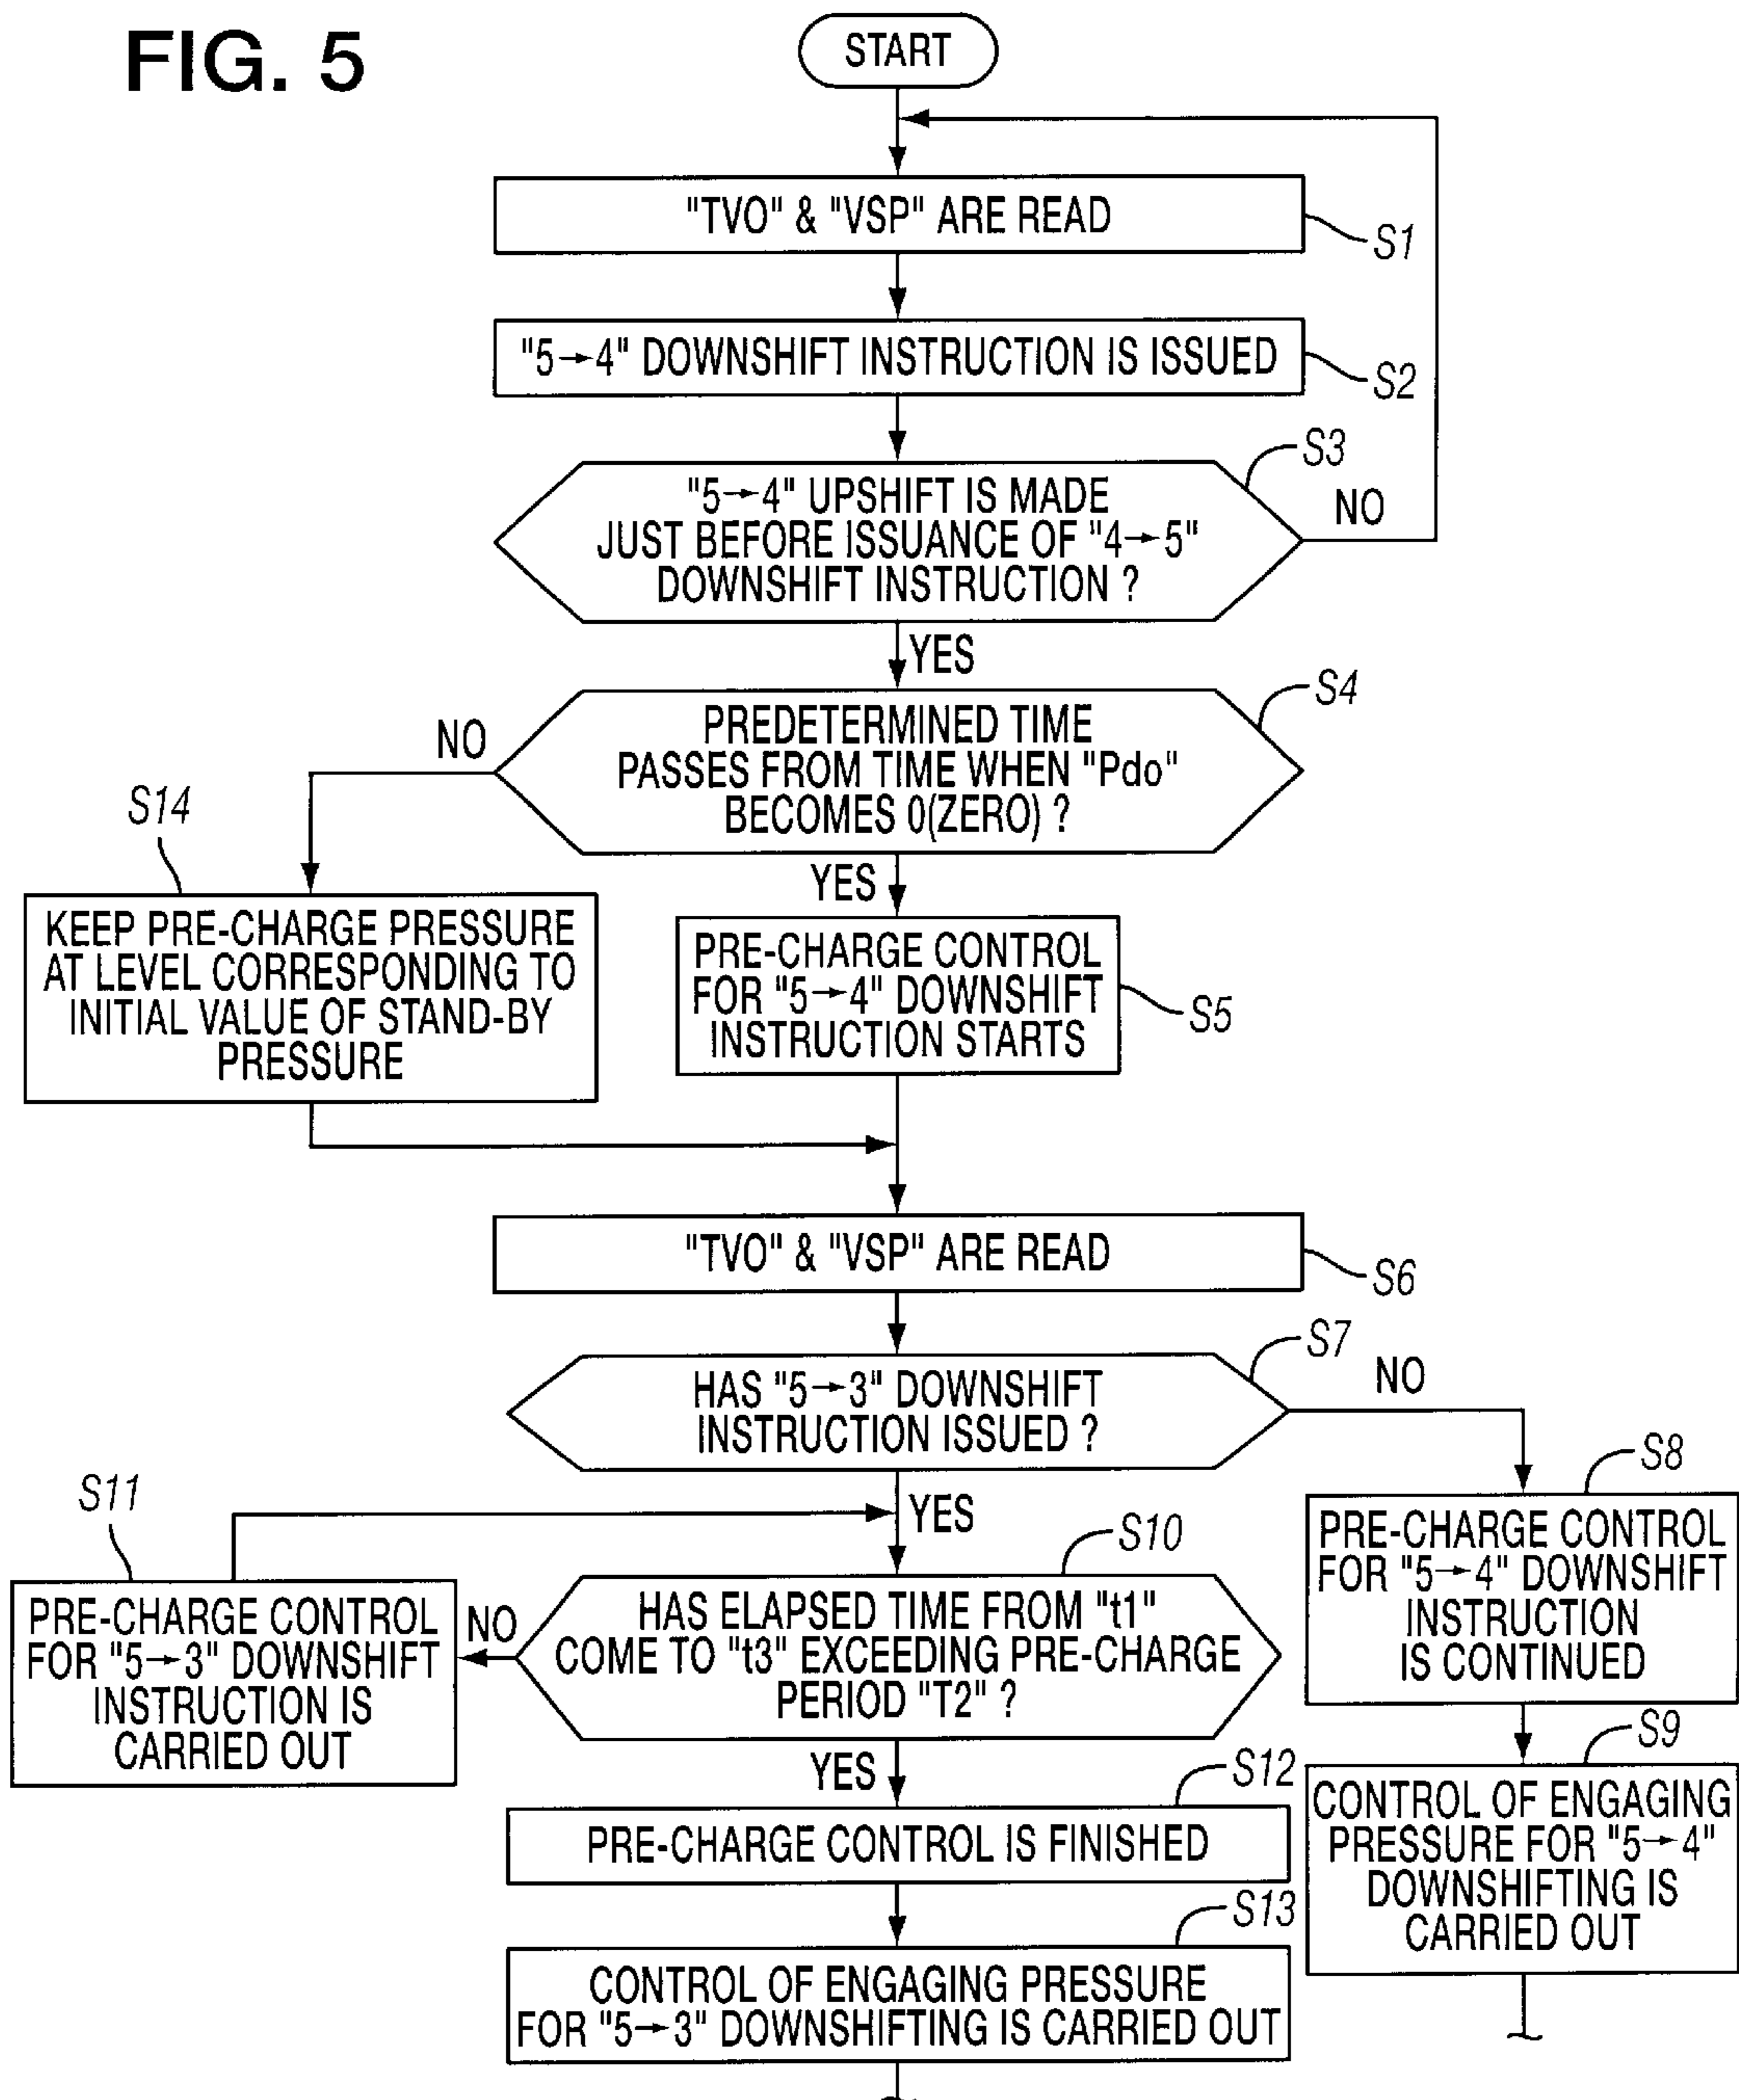 FIG. 5
START
"TVO" & "VSP" ARE READ
S1
"5→4" DOWNSHIFT INSTRUCTION IS ISSUED
S2
S3
"5→4" UPSHIFT IS MADE
JUST BEFORE ISSUANCE OF "4→5"
DOWNSHIFT INSTRUCTION ?
NO
YES
S4
PREDETERMINED TIME
PASSES FROM TIME WHEN "Pdo"
BECOMES 0(ZERO) ?
NO
YES
S14
KEEP PRE-CHARGE PRESSURE
AT LEVEL CORRESPONDING TO
INITIAL VALUE OF STAND-BY
PRESSURE
PRE-CHARGE CONTROL
FOR "5→4" DOWNSHIFT
INSTRUCTION STARTS
S5
"TVO" & "VSP" ARE READ
S6
S7
HAS "5→3" DOWNSHIFT
INSTRUCTION ISSUED ?
NO
YES
S8
PRE-CHARGE CONTROL
FOR "5→4" DOWNSHIFT
INSTRUCTION
IS CONTINUED
S11
PRE-CHARGE CONTROL
FOR "5→3" DOWNSHIFT
INSTRUCTION IS
CARRIED OUT
NO
S10
HAS ELAPSED TIME FROM "t1"
COME TO "t3" EXCEEDING PRE-CHARGE
PERIOD "T2" ?
YES
S9
CONTROL OF ENGAGING
PRESSURE FOR "5→4"
DOWNSHIFTING IS
CARRIED OUT
S12
PRE-CHARGE CONTROL IS FINISHED
S13
CONTROL OF ENGAGING PRESSURE
FOR "5→3" DOWNSHIFTING IS CARRIED OUT